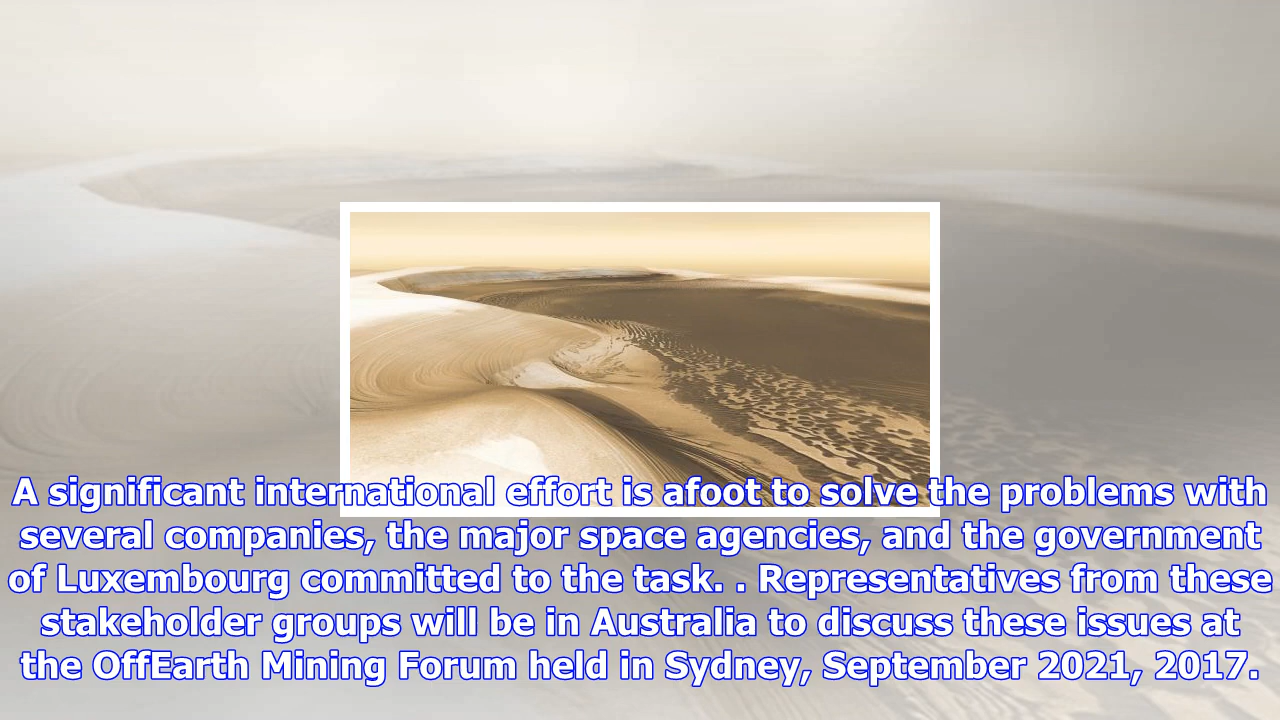 A significant international effort is afoot to solve the problems with
several companies, the major space agencies, and the government
of Luxembourg committed to the task. . Representatives from these
stakeholder groups will be in Australia to discuss these issues at
the OffEarth Mining Forum held in Sydney, September 2021, 2017.